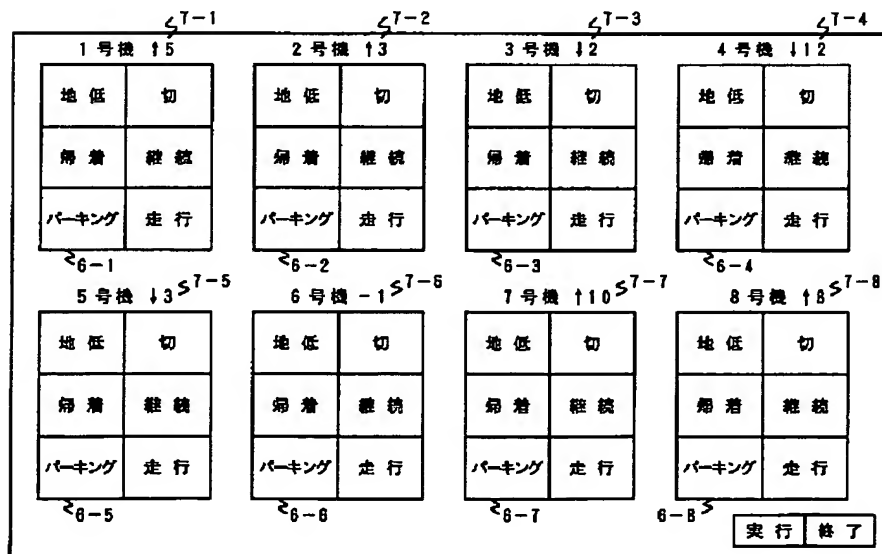 7-1 7-2 7-3 7-4
1号機 ↑5 2号機 ↑3 3号機 ↓2 4号機 ↓12
地低 切 地低 切 地低 切 地低 切
帰着 継続 帰着 継続 帰着 継続 帰着 継続
パーキング 走行 パーキング 走行 パーキング 走行 パーキング 走行
6-1 6-2 6-3 6-4
5号機 ↓3 7-5 6号機 -1 7-6 7号機 ↑10 7-7 8号機 ↑8 7-8
地低 切 地低 切 地低 切 地低 切
帰着 継続 帰着 継続 帰着 継続 帰着 継続
パーキング 走行 パーキング 走行 パーキング 走行 パーキング 走行
6-5 6-6 6-7 6-8
実行 終了